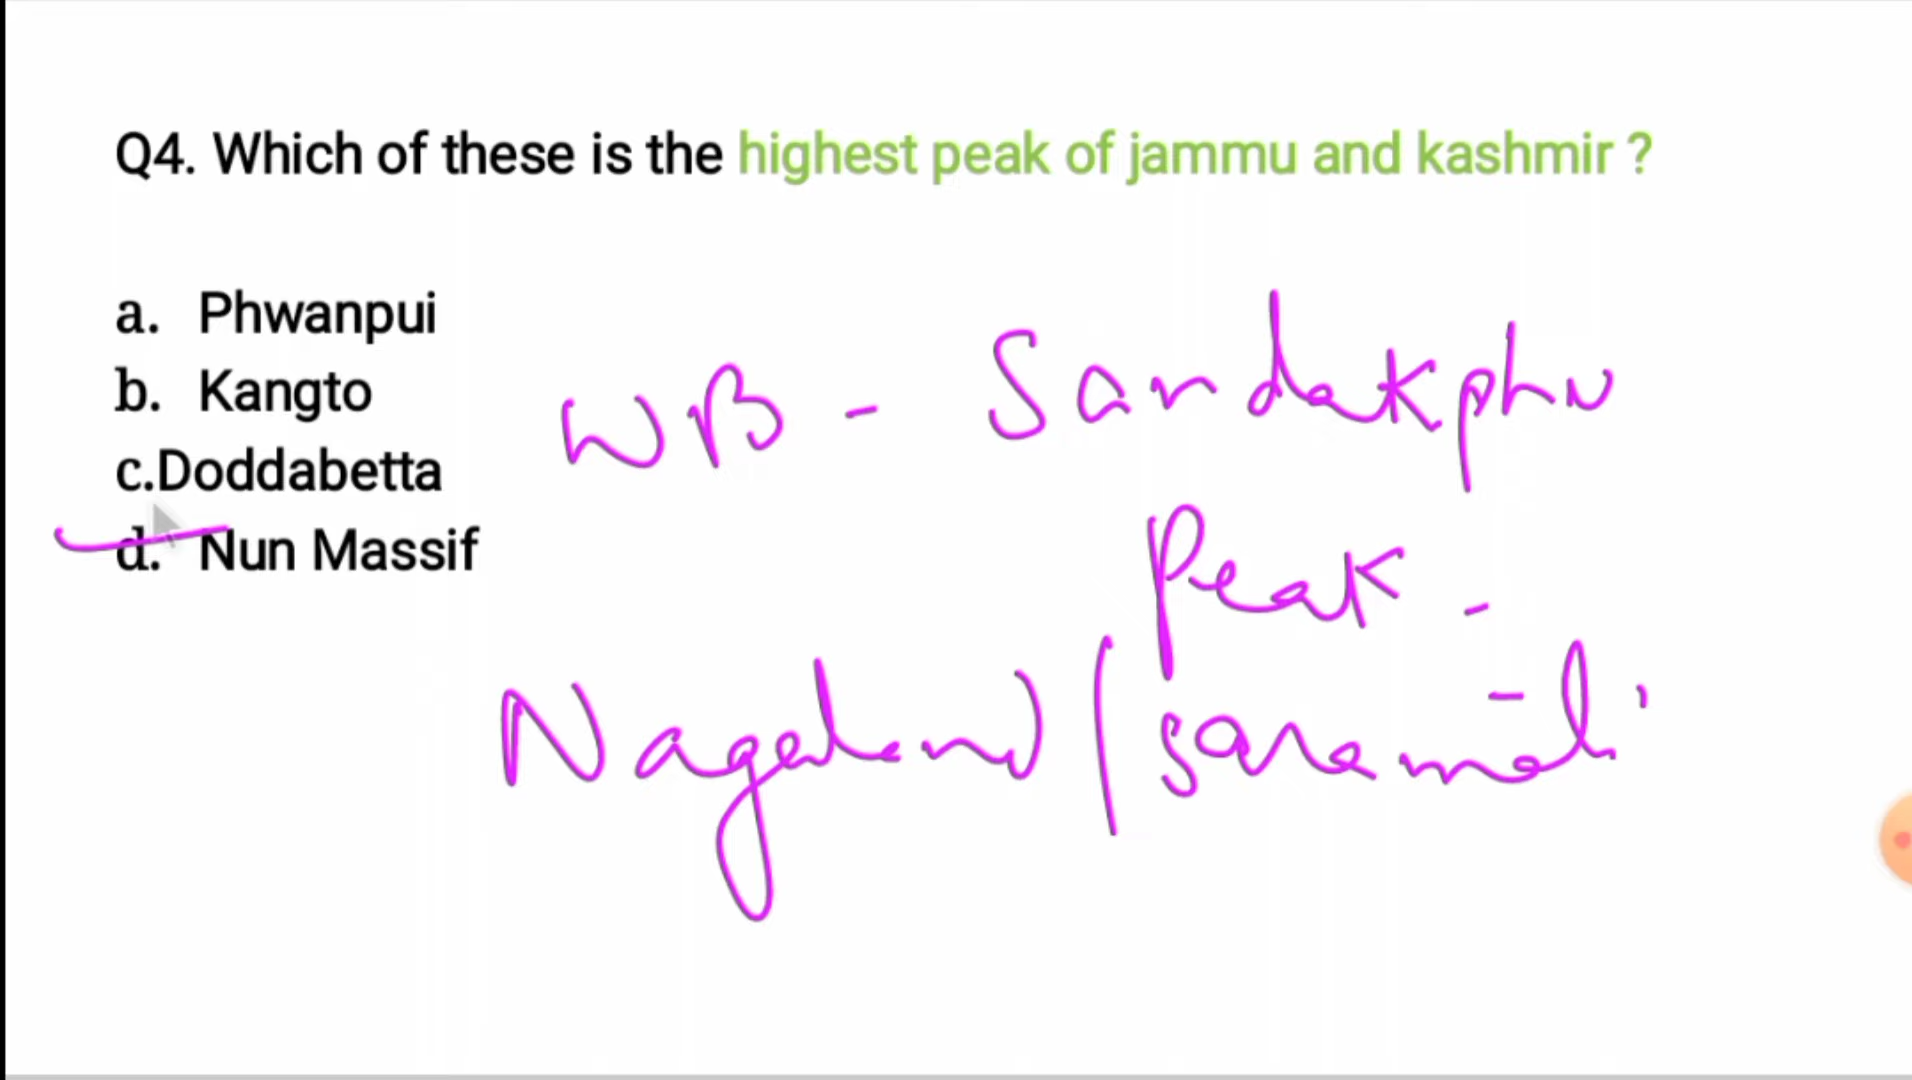 Q4. Which of these is the highest peak of jammu and kashmir ?
a. Phwanpui
b. Kangto
c.Doddabetta
d. Nun Massif
WB - Sandakphu
Peak -
Nagaland / Saramati